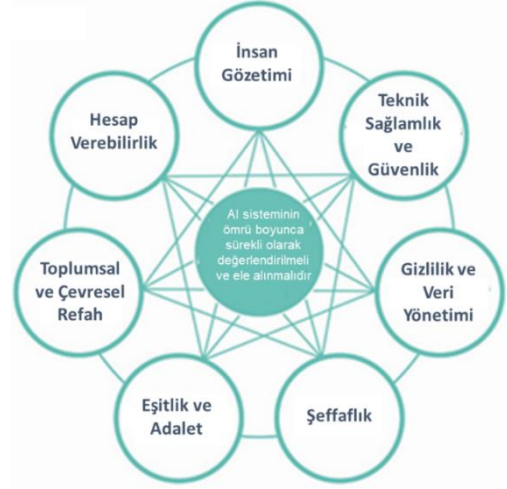 İnsan
Gözetimi
Teknik
Sağlamlık
ve
Güvenlik
Gizlilik ve
Veri
Yönetimi
Şeffaflık
Eşitlik ve
Adalet
Toplumsal
ve Çevresel
Refah
Hesap
Verebilirlik
AI sisteminin
ömrü boyunca
sürekli olarak
değerlendirilmeli
ve ele alınmalıdır